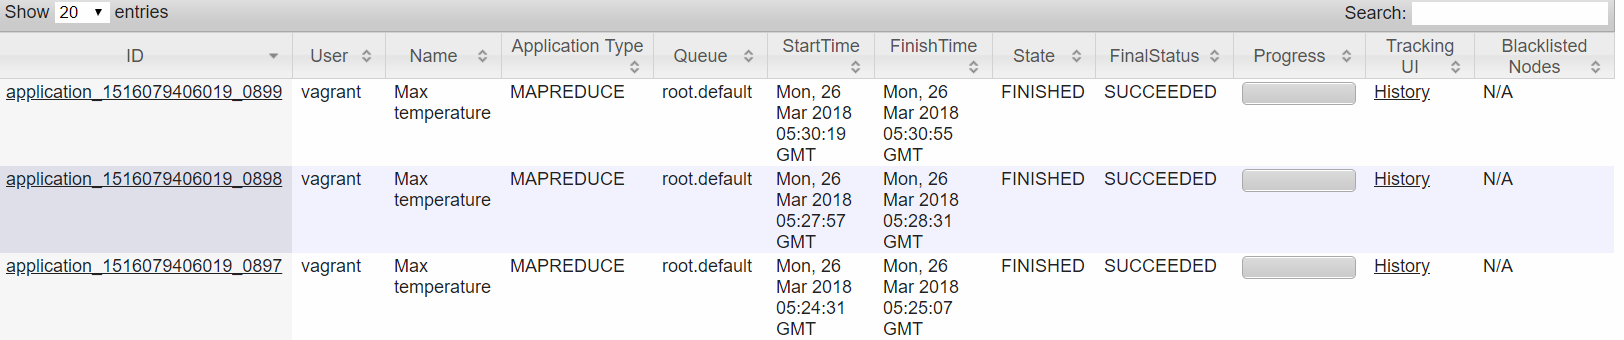 Show 20 entries Search:
ID User Name Application Type Queue StartTime FinishTime State FinalStatus Progress Tracking UI Blacklisted Nodes
application_1516079406019_0899 vagrant Max MAPREDUCE root.default Mon, 26 Mon, 26 FINISHED SUCCEEDED History N/A
temperature Mar 2018 Mar 2018
05:30:19 05:30:55
GMT GMT
application_1516079406019_0898 vagrant Max MAPREDUCE root.default Mon, 26 Mon, 26 FINISHED SUCCEEDED History N/A
temperature Mar 2018 Mar 2018
05:27:57 05:28:31
GMT GMT
application_1516079406019_0897 vagrant Max MAPREDUCE root.default Mon, 26 Mon, 26 FINISHED SUCCEEDED History N/A
temperature Mar 2018 Mar 2018
05:24:31 05:25:07
GMT GMT